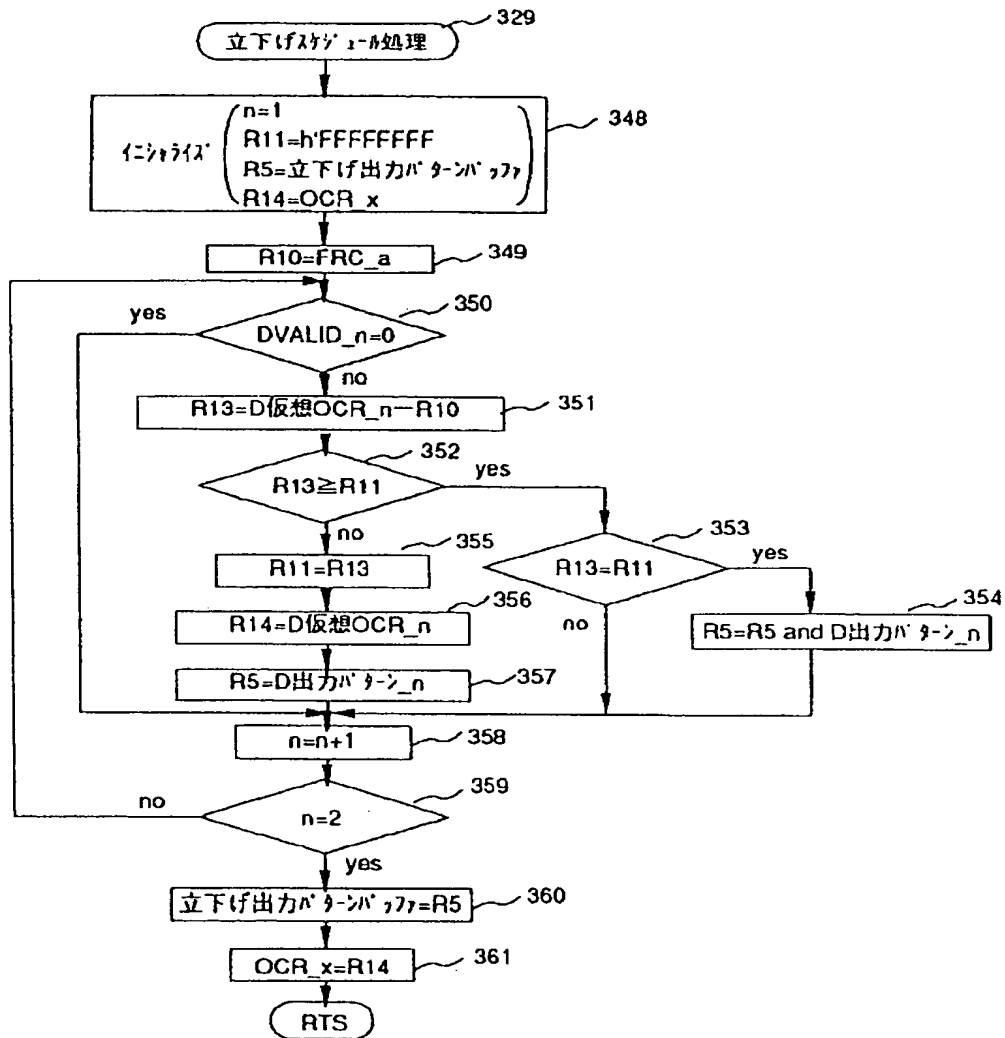 329
立下げｽｹｼﾞｭｰﾙ処理
348
ｲﾆｼｬﾗｲｽﾞ
n=1
R11=h'FFFFFFFF
R5=立下げ出力ﾊﾟﾀｰﾝﾊﾞｯﾌｧ
R14=OCR_x
R10=FRC_a
349
350
yes
DVALID_n=0
no
R13=D仮想OCR_n−R10
351
352
R13≧R11
yes
no
353
R13=R11
yes
no
354
R5=R5 and D出力ﾊﾟﾀｰﾝ_n
355
R11=R13
356
R14=D仮想OCR_n
R5=D出力ﾊﾟﾀｰﾝ_n
357
n=n+1
358
359
no
n=2
yes
立下げ出力ﾊﾟﾀｰﾝﾊﾞｯﾌｧ=R5
360
OCR_x=R14
361
RTS